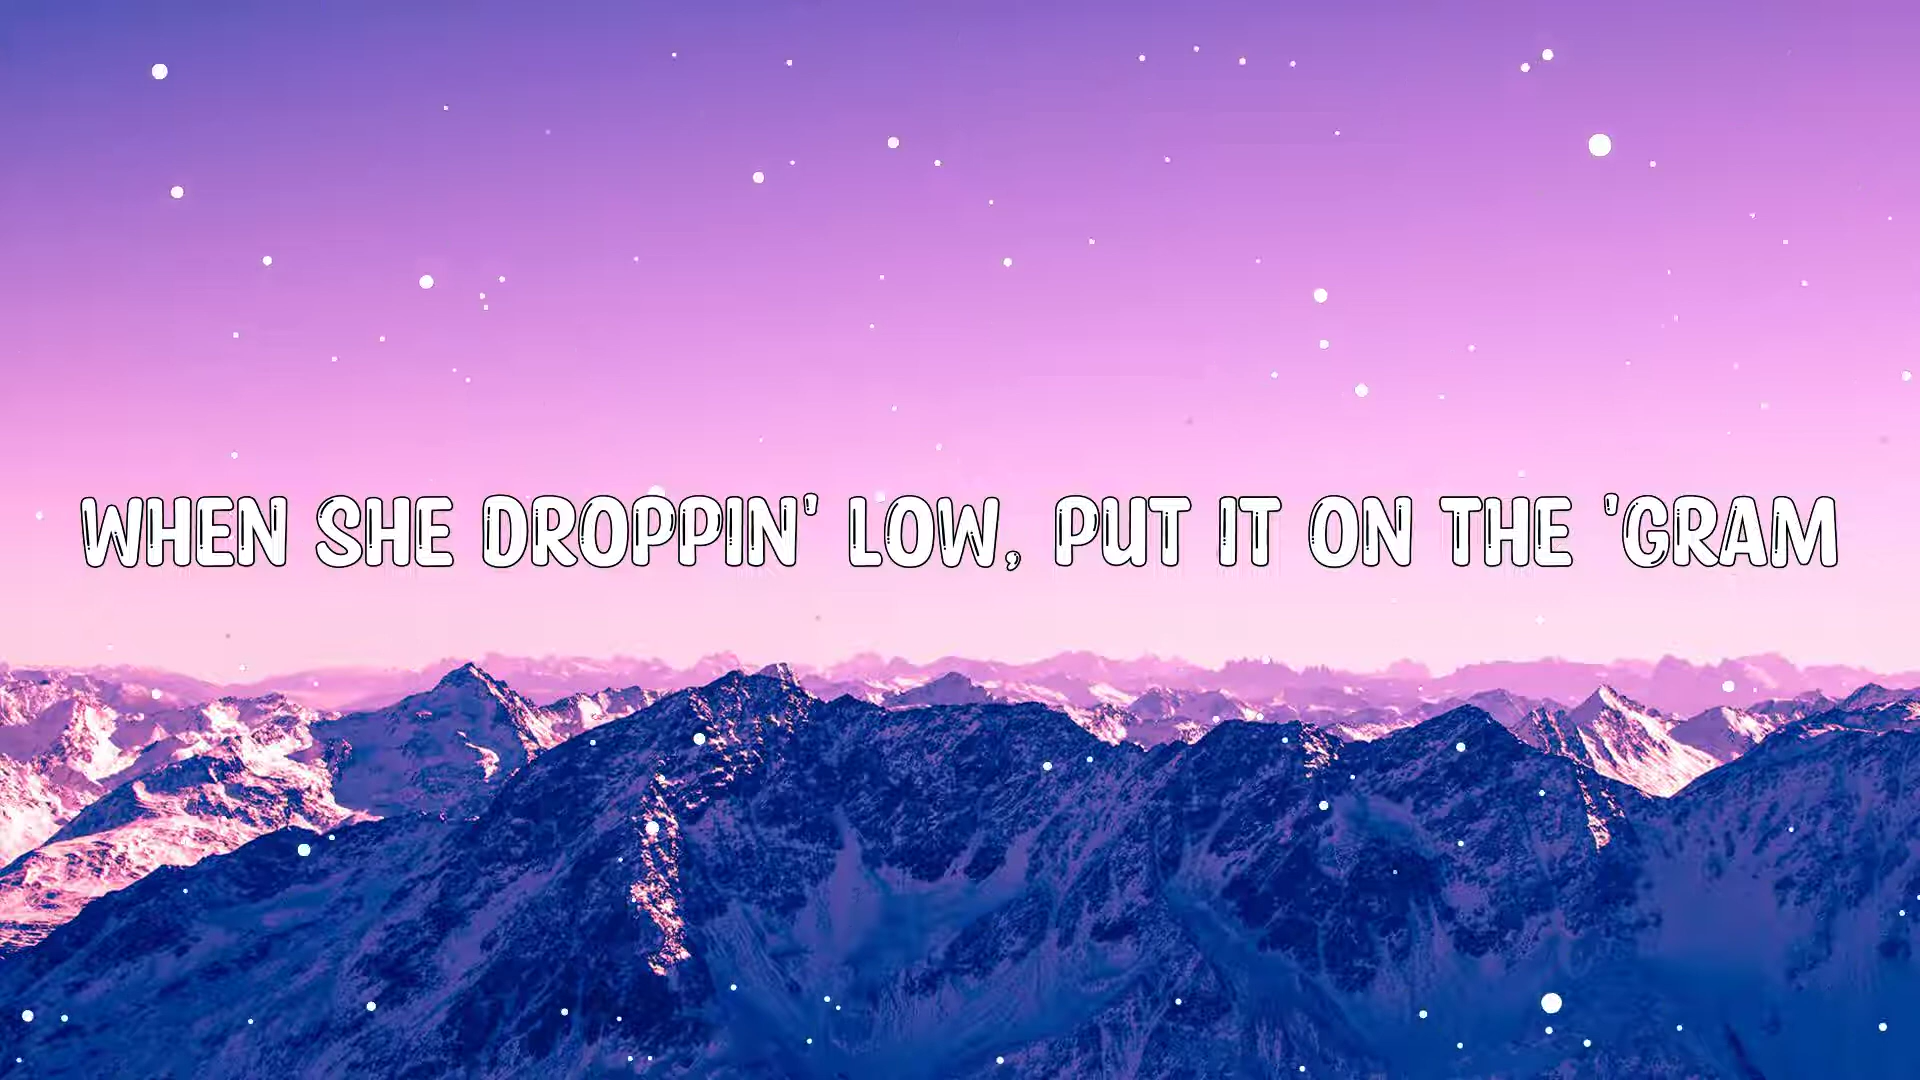 WHEN SHE DROPPIN' LOW, PUT IT ON THE 'GRAM